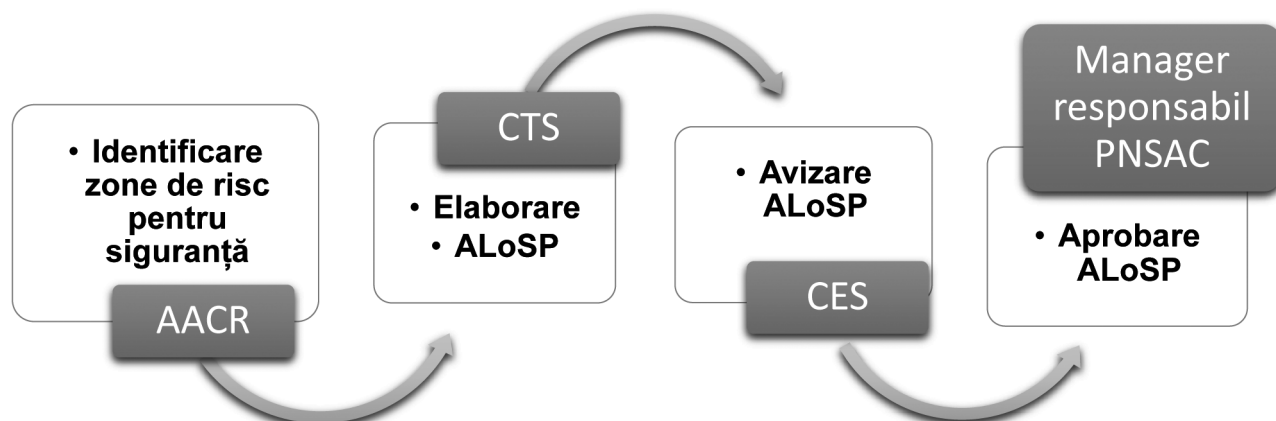 • Identificare
zone de risc
pentru
siguranță
AACR
CTS
• Elaborare
• ALoSP
• Avizare
ALoSP
CES
Manager
responsabil
PNSAC
• Aprobare
ALoSP